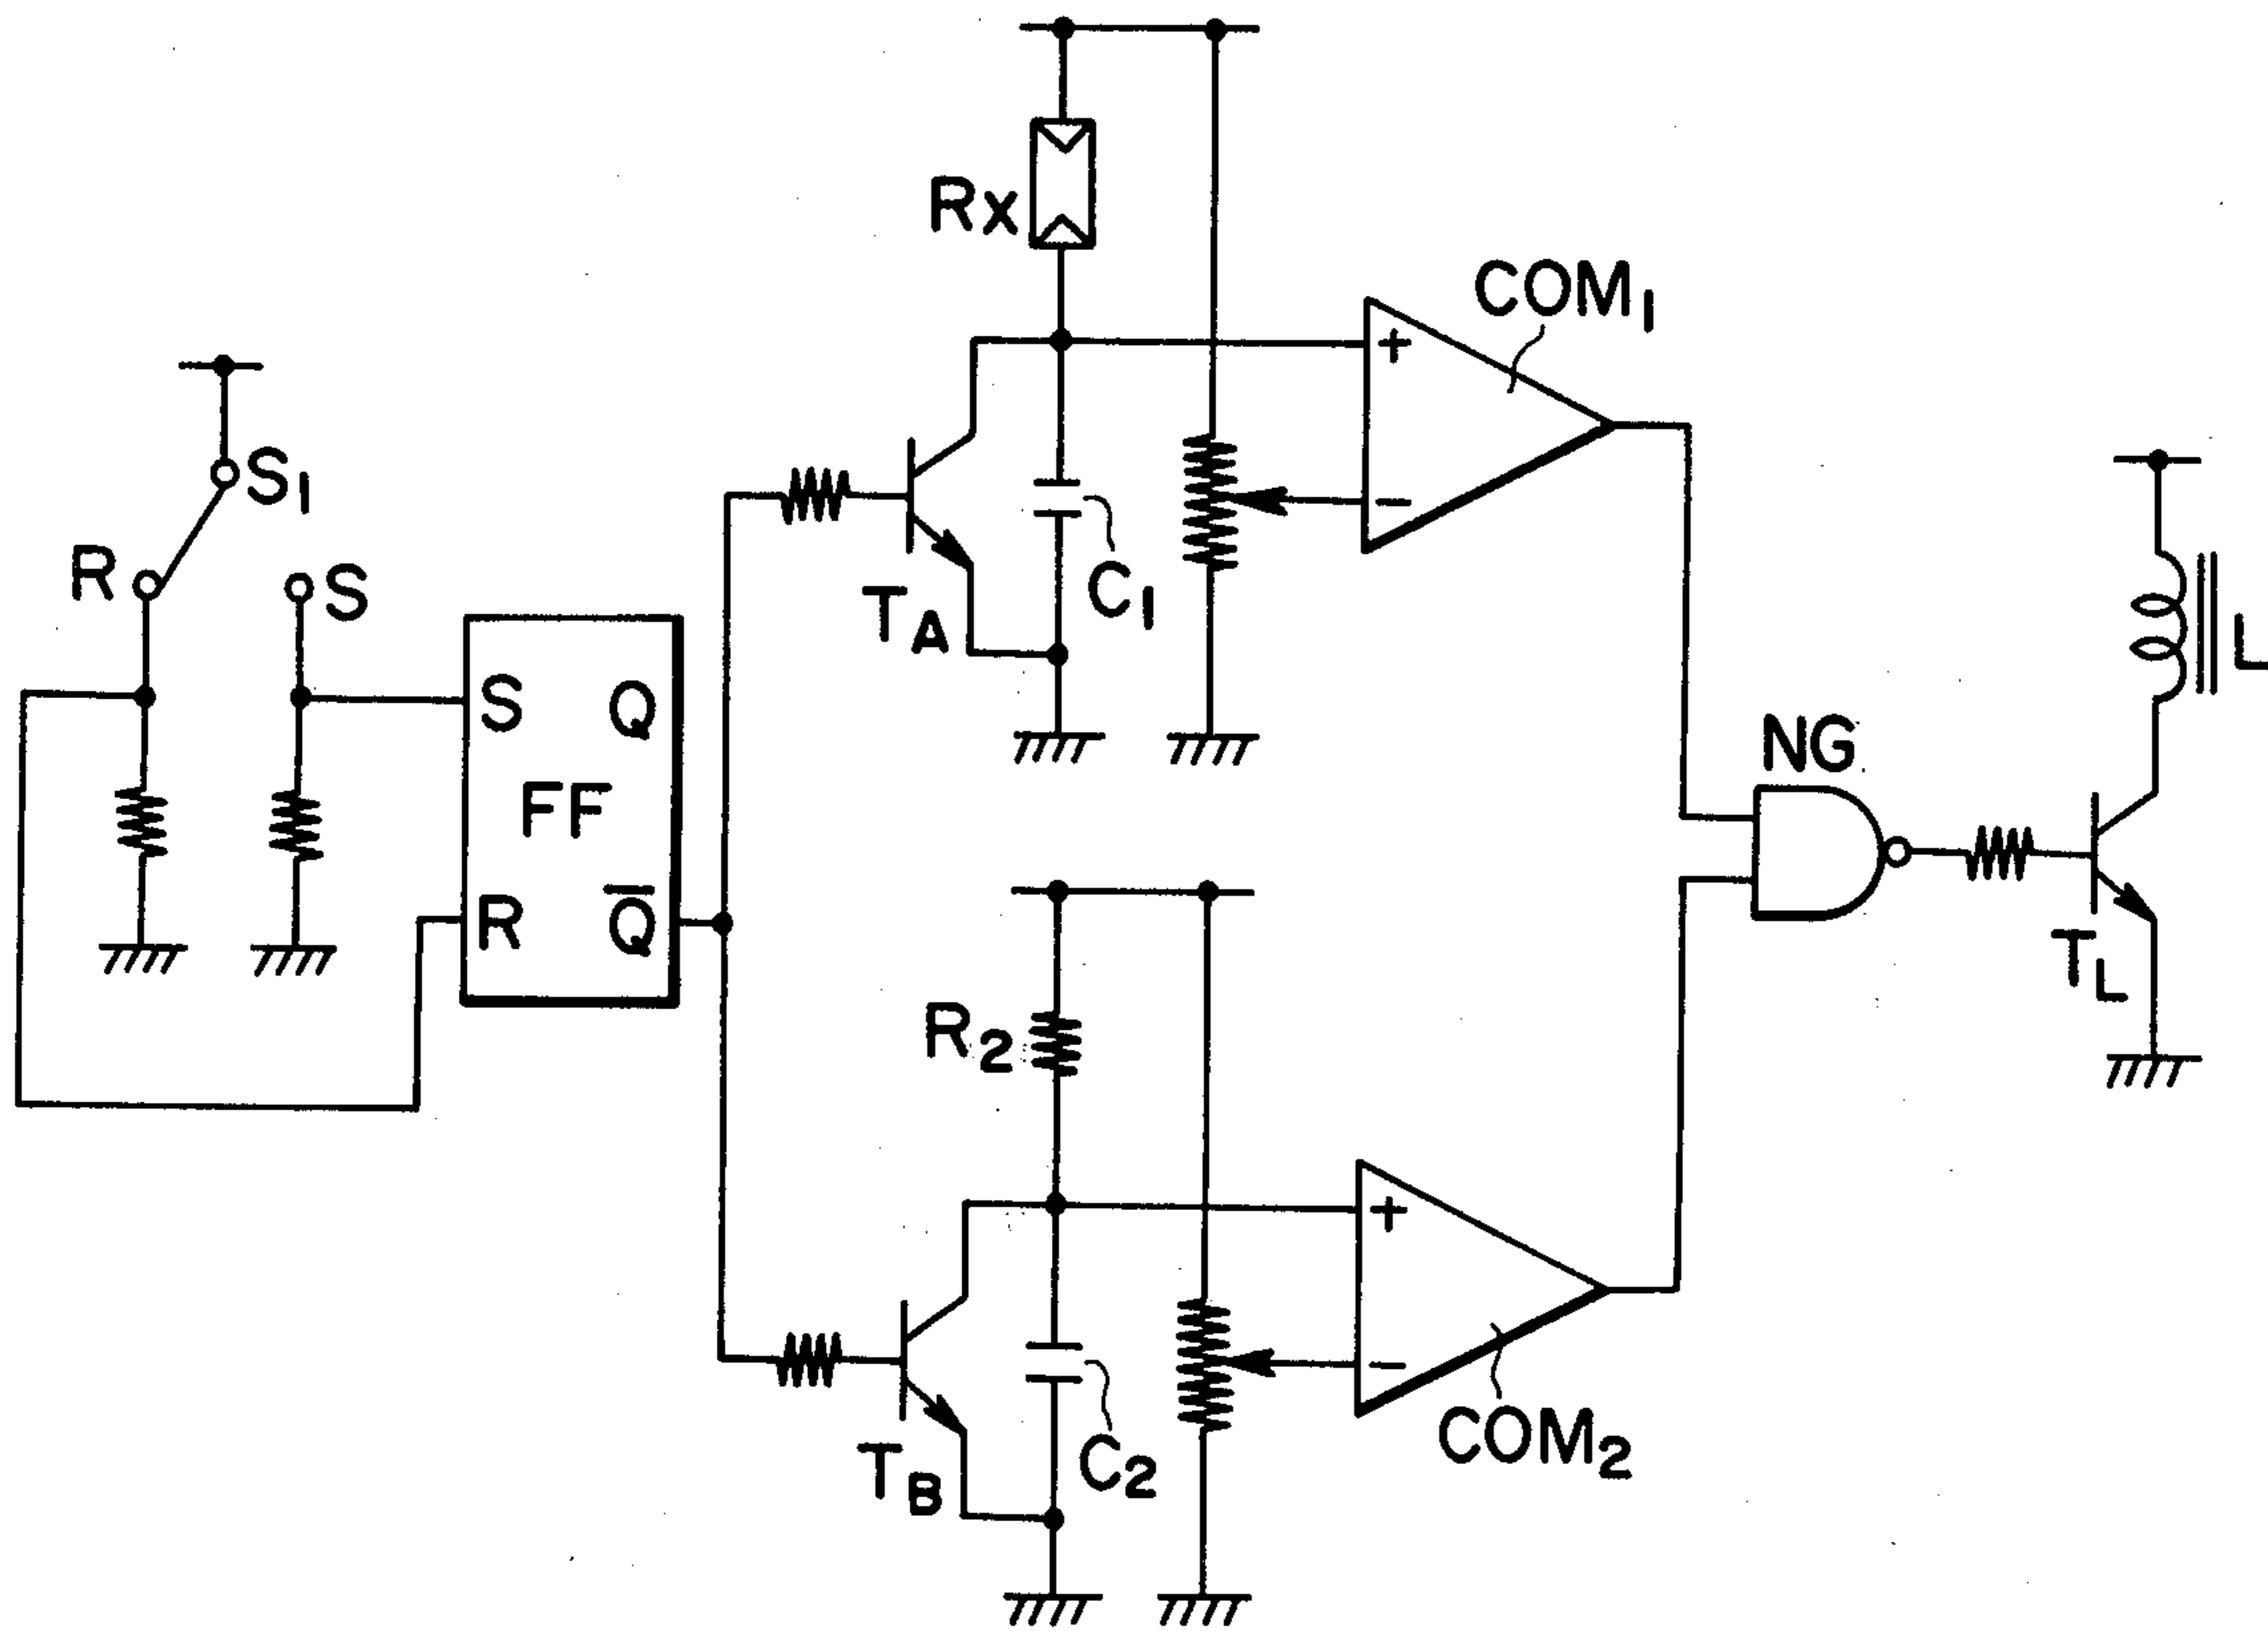 RX
COM1
S1
R
S
TA
C1
L
S Q
FF
R Q̅
NG
TL
R2
+
−
+
−
TB
C2
COM2